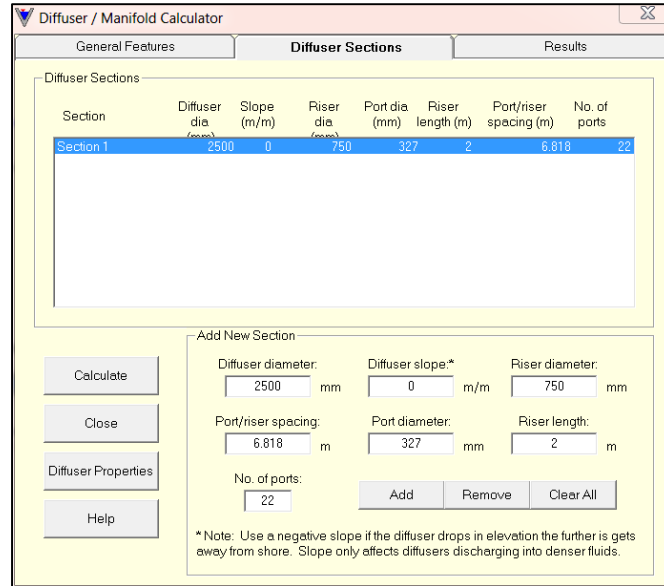 Diffuser / Manifold Calculator
General Features Diffuser Sections Results
Diffuser Sections
Section Diffuser dia (mm) Slope (m/m) Riser dia (mm) Port dia (mm) Riser length (m) Port/riser spacing (m) No. of ports
Section 1 2500 0 750 327 2 6.818 22
Add New Section
Calculate
Close
Diffuser Properties
Help
Diffuser diameter: Diffuser slope:* Riser diameter:
2500 mm 0 m/m 750 mm
Port/riser spacing: Port diameter: Riser length:
6.818 m 327 mm 2 m
No. of ports:
22 Add Remove Clear All
* Note: Use a negative slope if the diffuser drops in elevation the further is gets
away from shore. Slope only affects diffusers discharging into denser fluids.